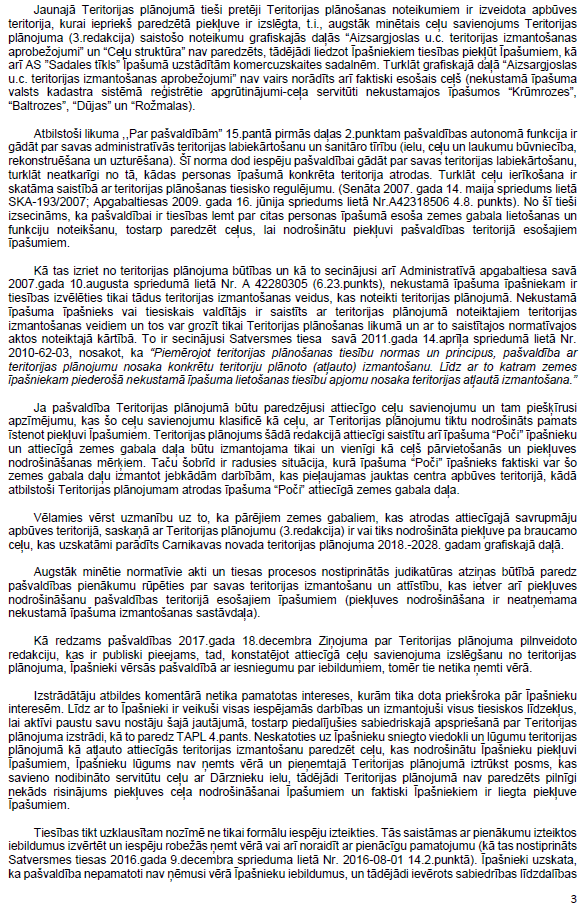 Jaunajā Teritorijas plānojumā tieši pretēji Teritorijas plānošanas noteikumiem ir izveidota apbūves
teritorija, kurai iepriekš paredzētā piekļuve ir izslēgta, t.i., augstāk minētais ceļu savienojums Teritorijas
plānojuma (3.redakcija) saistošo noteikumu grafiskajās daļās “Aizsargjoslas u.c. teritorijas izmantošanas
aprobežojumi” un “Ceļu struktūra” nav paredzēts, tādējādi liedzot Īpašniekiem tiesības piekļūt Īpašumiem, kā
arī AS ”Sadales tīkls” Īpašumā uzstādītām komercuzskaites sadalnēm. Turklāt grafiskajā daļā “Aizsargjoslas
u.c. teritorijas izmantošanas aprobežojumi” nav vairs norādīts arī faktiski esošais ceļš (nekustamā īpašuma
valsts kadastra sistēmā reģistrētie apgrūtinājumi-ceļa servitūti nekustamajos īpašumos “Krūmrozes”,
“Baltrozes”, “Dūjas” un “Rožmalas).
Atbilstoši likuma ,,Par pašvaldībām” 15.pantā pirmās daļas 2.punktam pašvaldības autonomā funkcija ir
gādāt par savas administratīvās teritorijas labiekārtošanu un sanitāro tīrību (ielu, ceļu un laukumu būvniecība,
rekonstruēšana un uzturēšana). Šī norma dod iespēju pašvaldībai gādāt par savas teritorijas labiekārtošanu,
turklāt neatkarīgi no tā, kādas personas īpašumā konkrēta teritorija atrodas. Turklāt ceļu ierīkošana ir
skatāma saistībā ar teritorijas plānošanas tiesisko regulējumu. (Senāta 2007. gada 14. maija spriedums lietā
SKA-193/2007; Apgabaltiesas 2009. gada 16. jūnija spriedums lietā Nr.A42318506 4.8. punkts). No šī tieši
izsecināms, ka pašvaldībai ir tiesības lemt par citas personas īpašumā esoša zemes gabala lietošanas un
funkciju noteikšanu, tostarp paredzēt ceļus, lai nodrošinātu piekļuvi pašvaldības teritorijā esošajiem
īpašumiem.
Kā tas izriet no teritorijas plānojuma būtības un kā to secinājusi arī Administratīvā apgabaltiesa savā
2007.gada 10.augusta spriedumā lietā Nr. A 42280305 (6.23.punkts), nekustamā īpašuma īpašniekam ir
tiesības izvēlēties tikai tādus teritorijas izmantošanas veidus, kas noteikti teritorijas plānojumā. Nekustamā
īpašuma īpašnieks vai tiesiskais valdītājs ir saistīts ar teritorijas plānojumā noteiktajiem teritorijas
izmantošanas veidiem un tos var grozīt tikai Teritorijas plānošanas likumā un ar to saistītajos normatīvajos
aktos noteiktajā kārtībā. To ir secinājusi Satversmes tiesa savā 2011.gada 14.aprīļa spriedumā lietā Nr.
2010-62-03, nosakot, ka “Piemērojot teritorijas plānošanas tiesību normas un principus, pašvaldība ar
teritorijas plānojumu nosaka konkrētu teritoriju plānoto (atļauto) izmantošanu. Līdz ar to katram zemes
īpašniekam piederošā nekustamā īpašuma lietošanas tiesību apjomu nosaka teritorijas atļautā izmantošana.”
Ja pašvaldība Teritorijas plānojumā būtu paredzējusi attiecīgo ceļu savienojumu un tam piešķīrusi
apzīmējumu, kas šo ceļu savienojumu klasificē kā ceļu, ar Teritorijas plānojumu tiktu nodrošināts pamats
īstenot piekļuvi Īpašumiem. Teritorijas plānojums šādā redakcijā attiecīgi saistītu arī īpašuma “Poči” īpašnieku
un attiecīgā zemes gabala daļa būtu izmantojama tikai un vienīgi kā ceļš pārvietošanās un piekļuves
nodrošināšanas mērķiem. Taču šobrīd ir radusies situācija, kurā īpašuma “Poči” īpašnieks faktiski var šo
zemes gabala daļu izmantot jebkādām darbībām, kas pieļaujamas jauktas centra apbūves teritorijā, kādā
atbilstoši Teritorijas plānojumam atrodas īpašuma “Poči” attiecīgā zemes gabala daļa.
Vēlamies vērst uzmanību uz to, ka pārējiem zemes gabaliem, kas atrodas attiecīgajā savrupmāju
apbūves teritorijā, saskaņā ar Teritorijas plānojumu (3.redakcija) ir vai tiks nodrošināta piekļuve pa braucamo
ceļu, kas uzskatāmi parādīts Carnikavas novada teritorijas plānojuma 2018.-2028. gadam grafiskajā daļā.
Augstāk minētie normatīvie akti un tiesas procesos nostiprinātās judikatūras atziņas būtībā paredz
pašvaldības pienākumu rūpēties par savas teritorijas izmantošanu un attīstību, kas ietver arī piekļuves
nodrošināšanu pašvaldības teritorijā esošajiem īpašumiem (piekļuves nodrošināšana ir neatņemama
nekustamā īpašuma izmantošanas sastāvdaļa).
Kā redzams pašvaldības 2017.gada 18.decembra Ziņojuma par Teritorijas plānojuma pilnveidoto
redakciju, kas ir publiski pieejams, tad, konstatējot attiecīgā ceļu savienojuma izslēgšanu no teritorijas
plānojuma, Īpašnieki vērsās pašvaldībā ar iesniegumu par iebildumiem, tomēr tie netika ņemti vērā.
Izstrādātāju atbildes komentārā netika pamatotas intereses, kurām tika dota priekšroka pār Īpašnieku
interesēm. Līdz ar to Īpašnieki ir veikuši visas iespējamās darbības un izmantojuši visus tiesiskos līdzekļus,
lai aktīvi paustu savu nostāju šajā jautājumā, tostarp piedalījušies sabiedriskajā apspriešanā par Teritorijas
plānojuma izstrādi, kā to paredz TAPL 4.pants. Neskatoties uz Īpašnieku sniegto viedokli un lūgumu teritorijas
plānojumā kā atļauto attiecīgās teritorijas izmantošanu paredzēt ceļu, kas nodrošinātu Īpašnieku piekļuvi
Īpašumiem, Īpašnieku lūgums nav ņemts vērā un pieņemtajā Teritorijas plānojumā iztrūkst posms, kas
savieno nodibināto servitūtu ceļu ar Dārznieku ielu, tādējādi Teritorijas plānojumā nav paredzēts pilnīgi
nekāds risinājums piekļuves ceļa nodrošināšanai Īpašumiem un faktiski Īpašniekiem ir liegta piekļuve
Īpašumiem.
Tiesības tikt uzklausītam nozīmē ne tikai formālu iespēju izteikties. Tās saistāmas ar pienākumu izteiktos
iebildumus izvērtēt un iespēju robežās ņemt vērā vai arī noraidīt ar pienācīgu pamatojumu (kā tas nostiprināts
Satversmes tiesas 2016.gada 9.decembra sprieduma lietā Nr. 2016-08-01 14.2.punktā). Īpašnieki uzskata,
ka pašvaldība nepamatoti nav ņēmusi vērā Īpašnieku iebildumus, un tādējādi ievērots sabiedrības līdzdalības
3